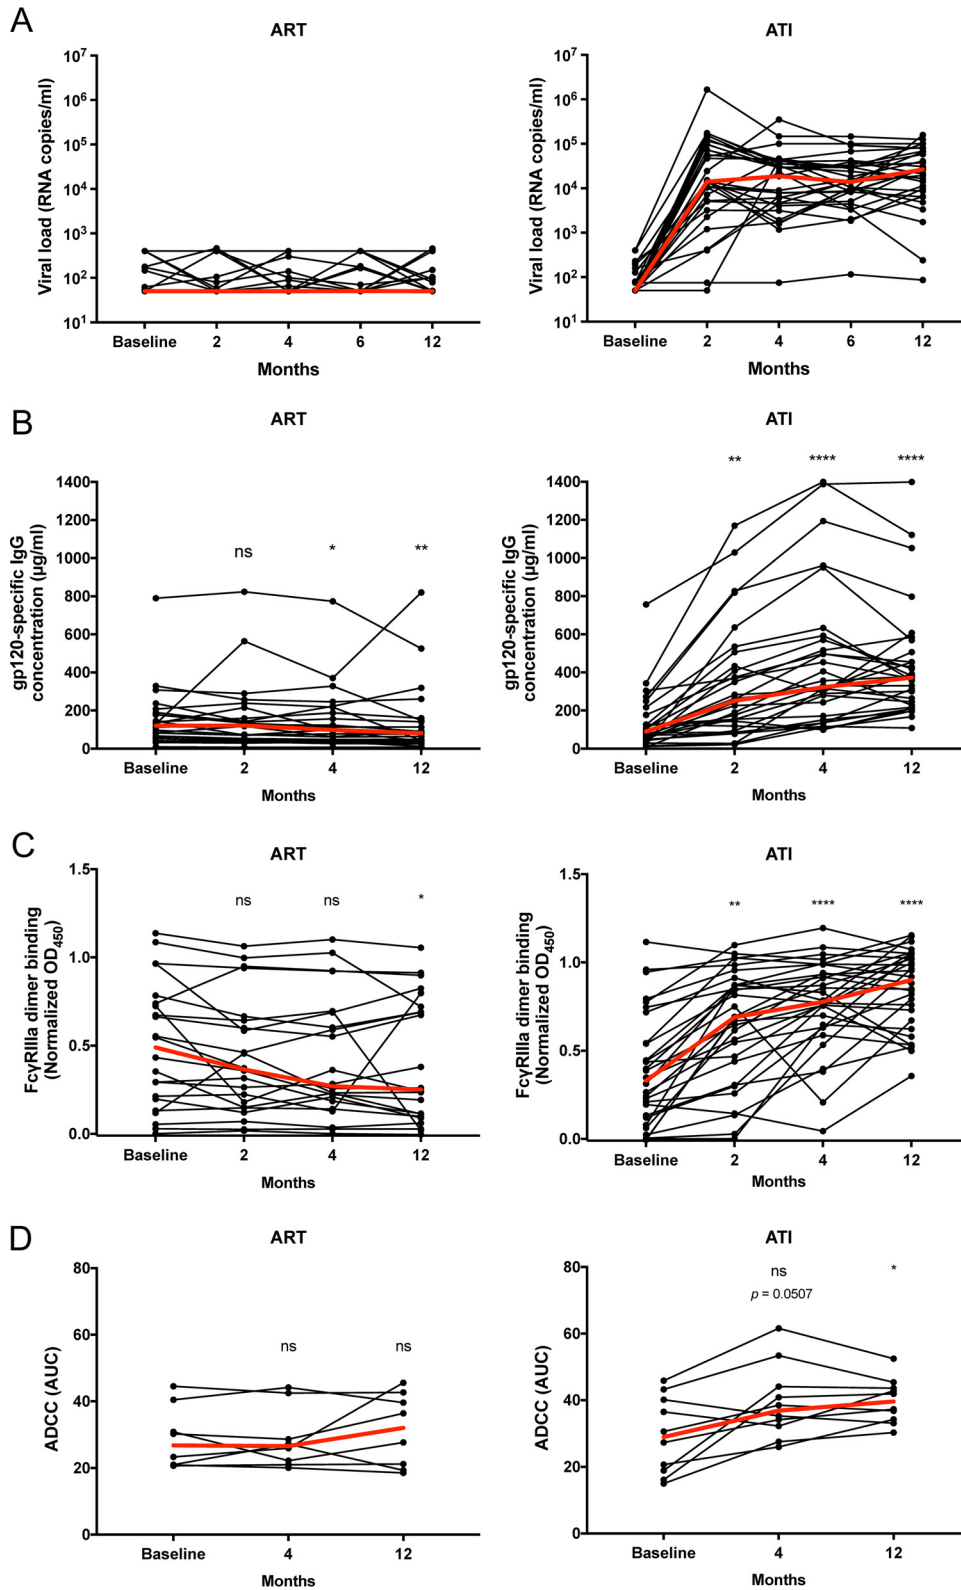 A
ART
Viral load (RNA copies/ml)
10⁷
10⁶
10⁵
10⁴
10³
10²
10¹
Baseline 2 4 6 12
Months
ATI
Viral load (RNA copies/ml)
10⁷
10⁶
10⁵
10⁴
10³
10²
10¹
Baseline 2 4 6 12
Months
B
ART
gp120-specific IgG
concentration (µg/ml)
1400
1200
1000
800
600
400
200
0
ns * **
Baseline 2 4 12
Months
ATI
gp120-specific IgG
concentration (µg/ml)
1400
1200
1000
800
600
400
200
0
** **** ****
Baseline 2 4 12
Months
C
ART
FcγRIIIa dimer binding
(Normalized OD₄₅₀)
1.5
1.0
0.5
0.0
ns ns *
Baseline 2 4 12
Months
ATI
FcγRIIIa dimer binding
(Normalized OD₄₅₀)
1.5
1.0
0.5
0.0
** **** ****
Baseline 2 4 12
Months
D
ART
ADCC (AUC)
80
60
40
20
0
ns ns
Baseline 4 12
Months
ATI
ADCC (AUC)
80
60
40
20
0
ns *
p = 0.0507
Baseline 4 12
Months